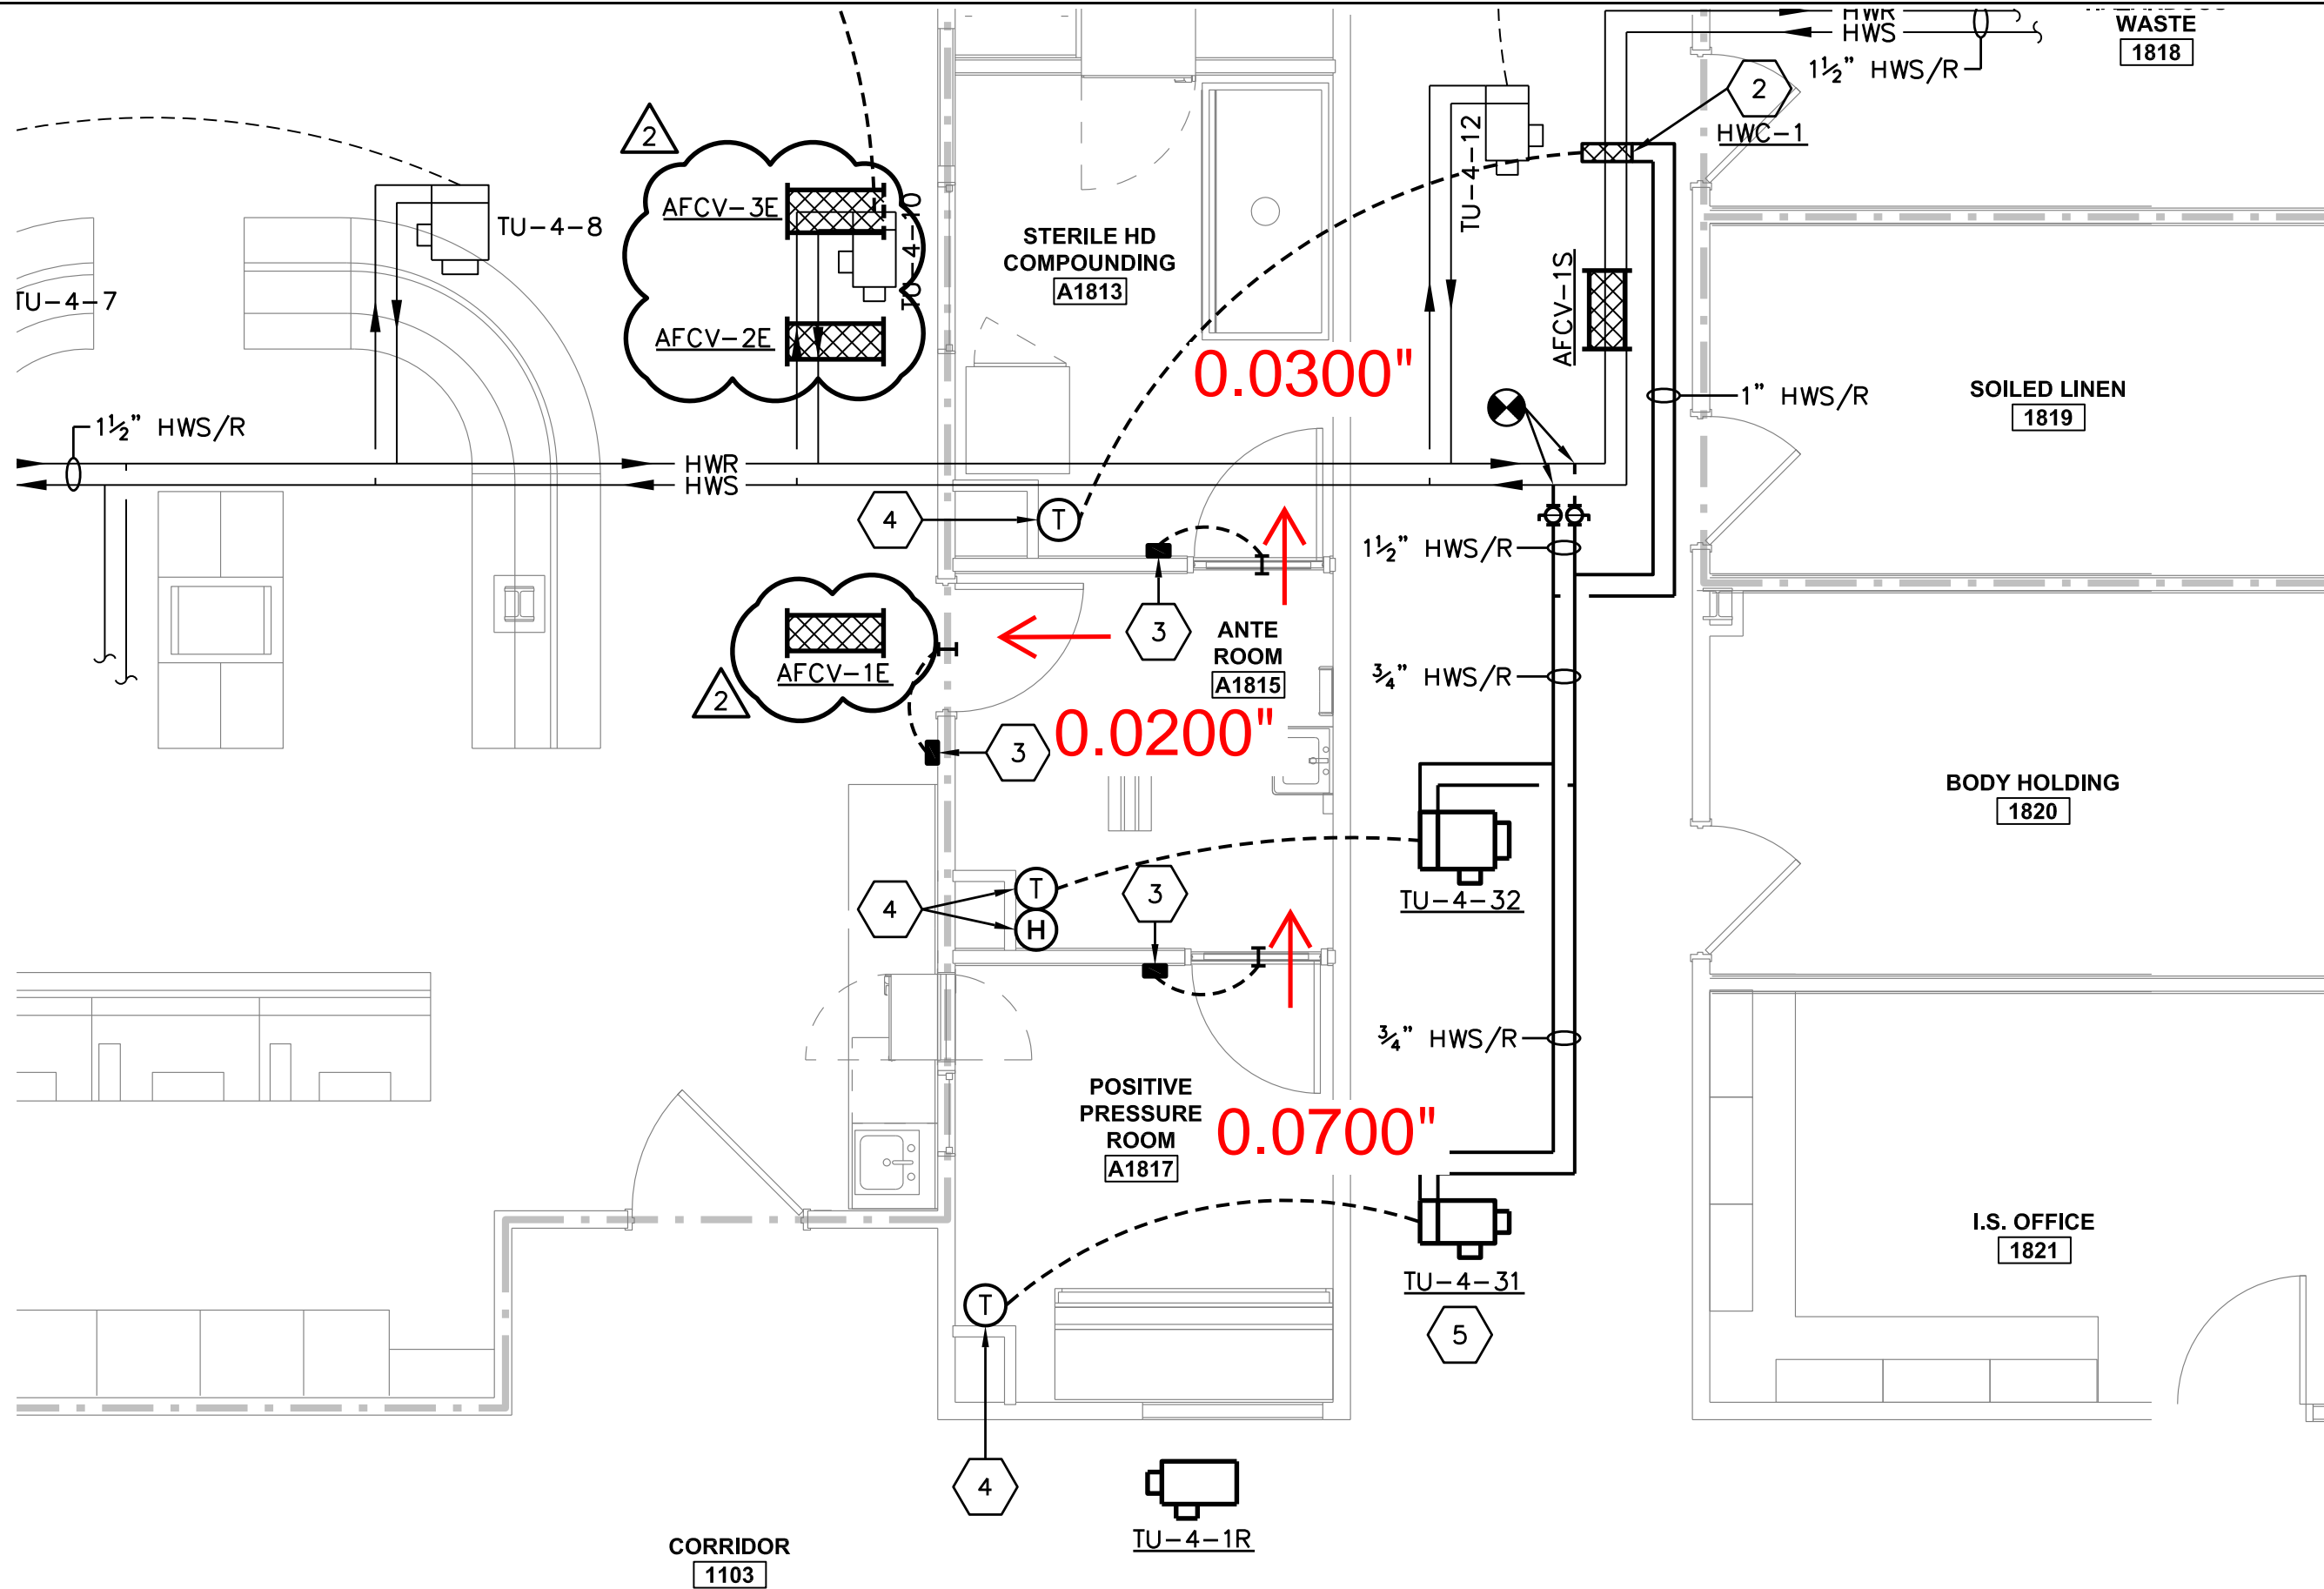 HWR
HWS
1½" HWS/R
WASTE
1818
2
HWC-1
2
AFCV-3E
TU-4-10
AFCV-2E
TU-4-8
TU-4-7
STERILE HD
COMPOUNDING
A1813
TU-4-12
AFCV-1S
0.0300"
1" HWS/R
SOILED LINEN
1819
1½" HWS/R
HWR
HWS
4
T
1½" HWS/R
3
ANTE
ROOM
A1815
AFCV-1E
2
3
0.0200"
¾" HWS/R
BODY HOLDING
1820
4
T
H
3
TU-4-32
¾" HWS/R
POSITIVE
PRESSURE
ROOM
A1817
0.0700"
I.S. OFFICE
1821
T
TU-4-31
5
4
TU-4-1R
CORRIDOR
1103